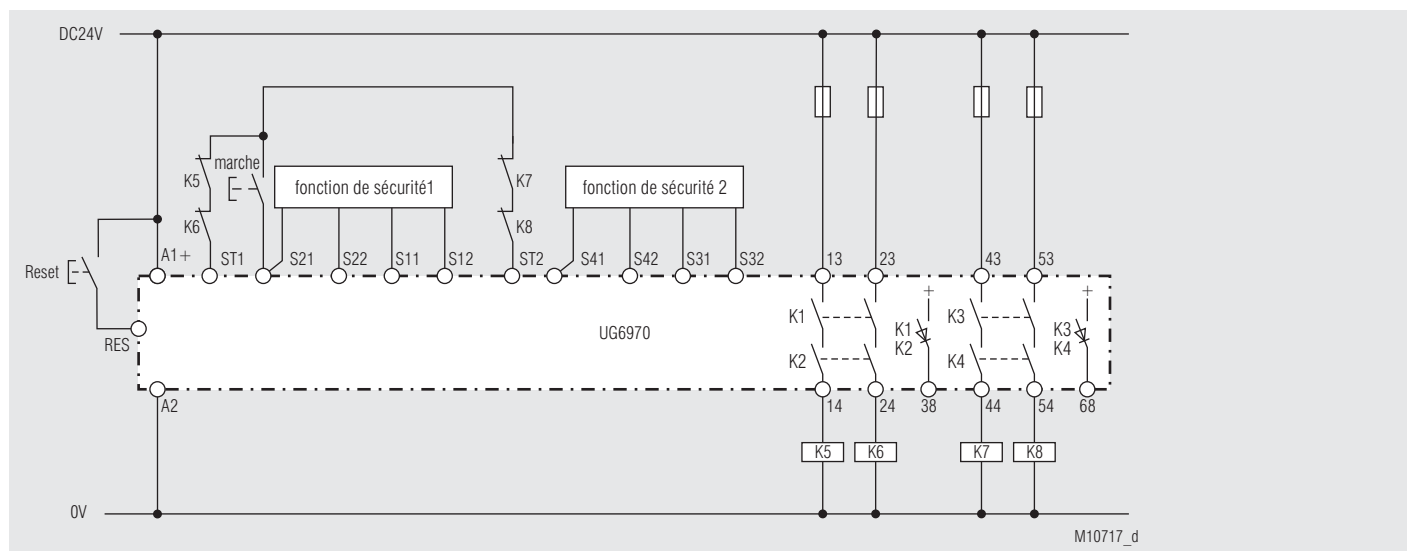 DC24V
marche
K5
K6
fonction de sécurité1
K7
K8
fonction de sécurité 2
Reset
A1+
ST1
S21
S22
S11
S12
ST2
S41
S42
S31
S32
13
23
43
53
RES
UG6970
K1
K2
+
K1
K2
K3
K4
+
K3
K4
A2
14
24
38
44
54
68
K5
K6
K7
K8
0V
M10717_d